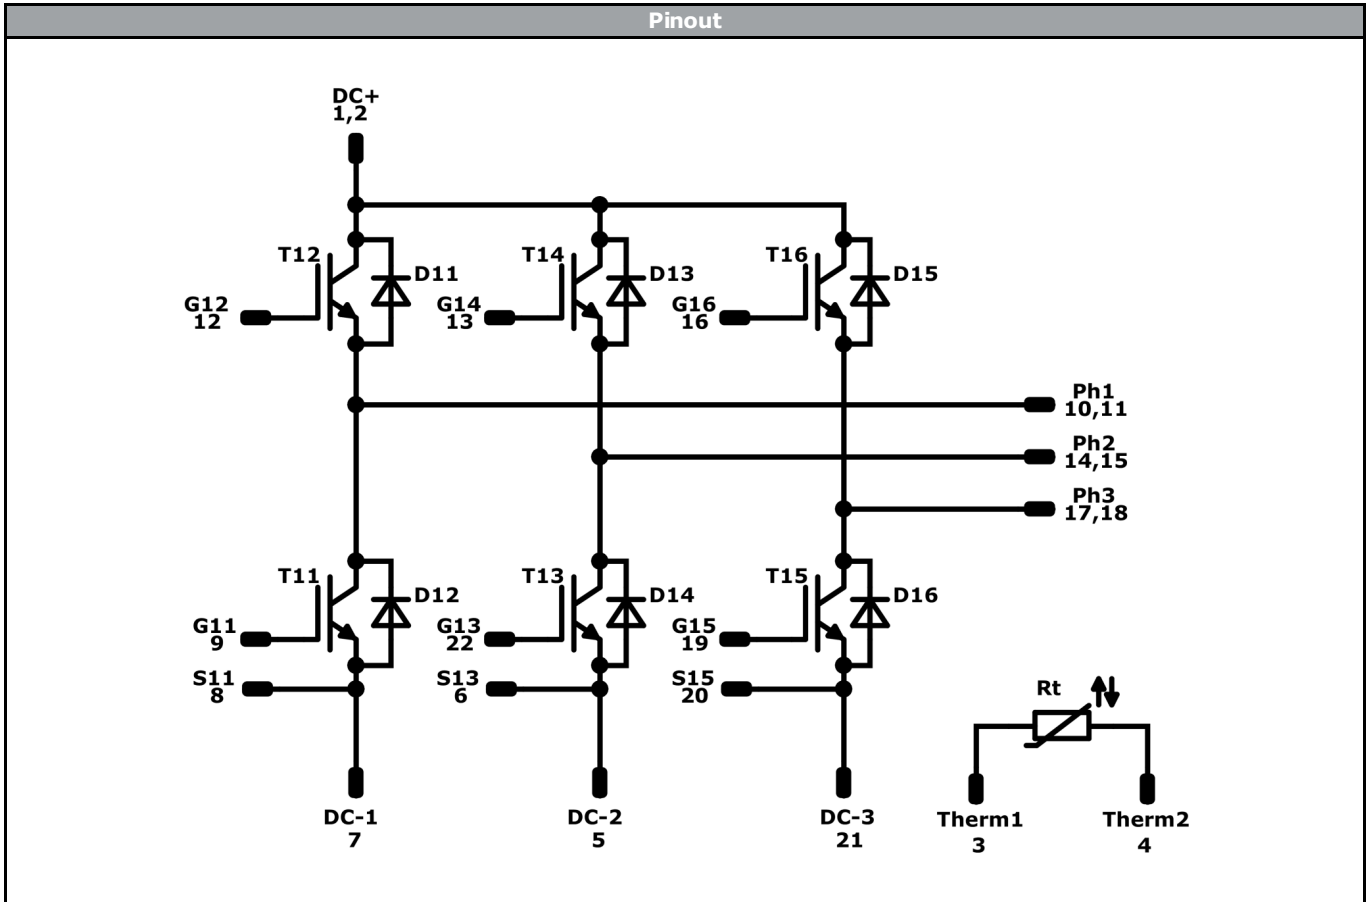 Pinout
DC+
1,2
T12
D11
G12
12
T14
D13
G14
13
T16
D15
G16
16
Ph1
10,11
Ph2
14,15
Ph3
17,18
T11
D12
G11
9
S11
8
T13
D14
G13
22
S13
6
T15
D16
G15
19
S15
20
Rt
DC-1
7
DC-2
5
DC-3
21
Therm1
3
Therm2
4